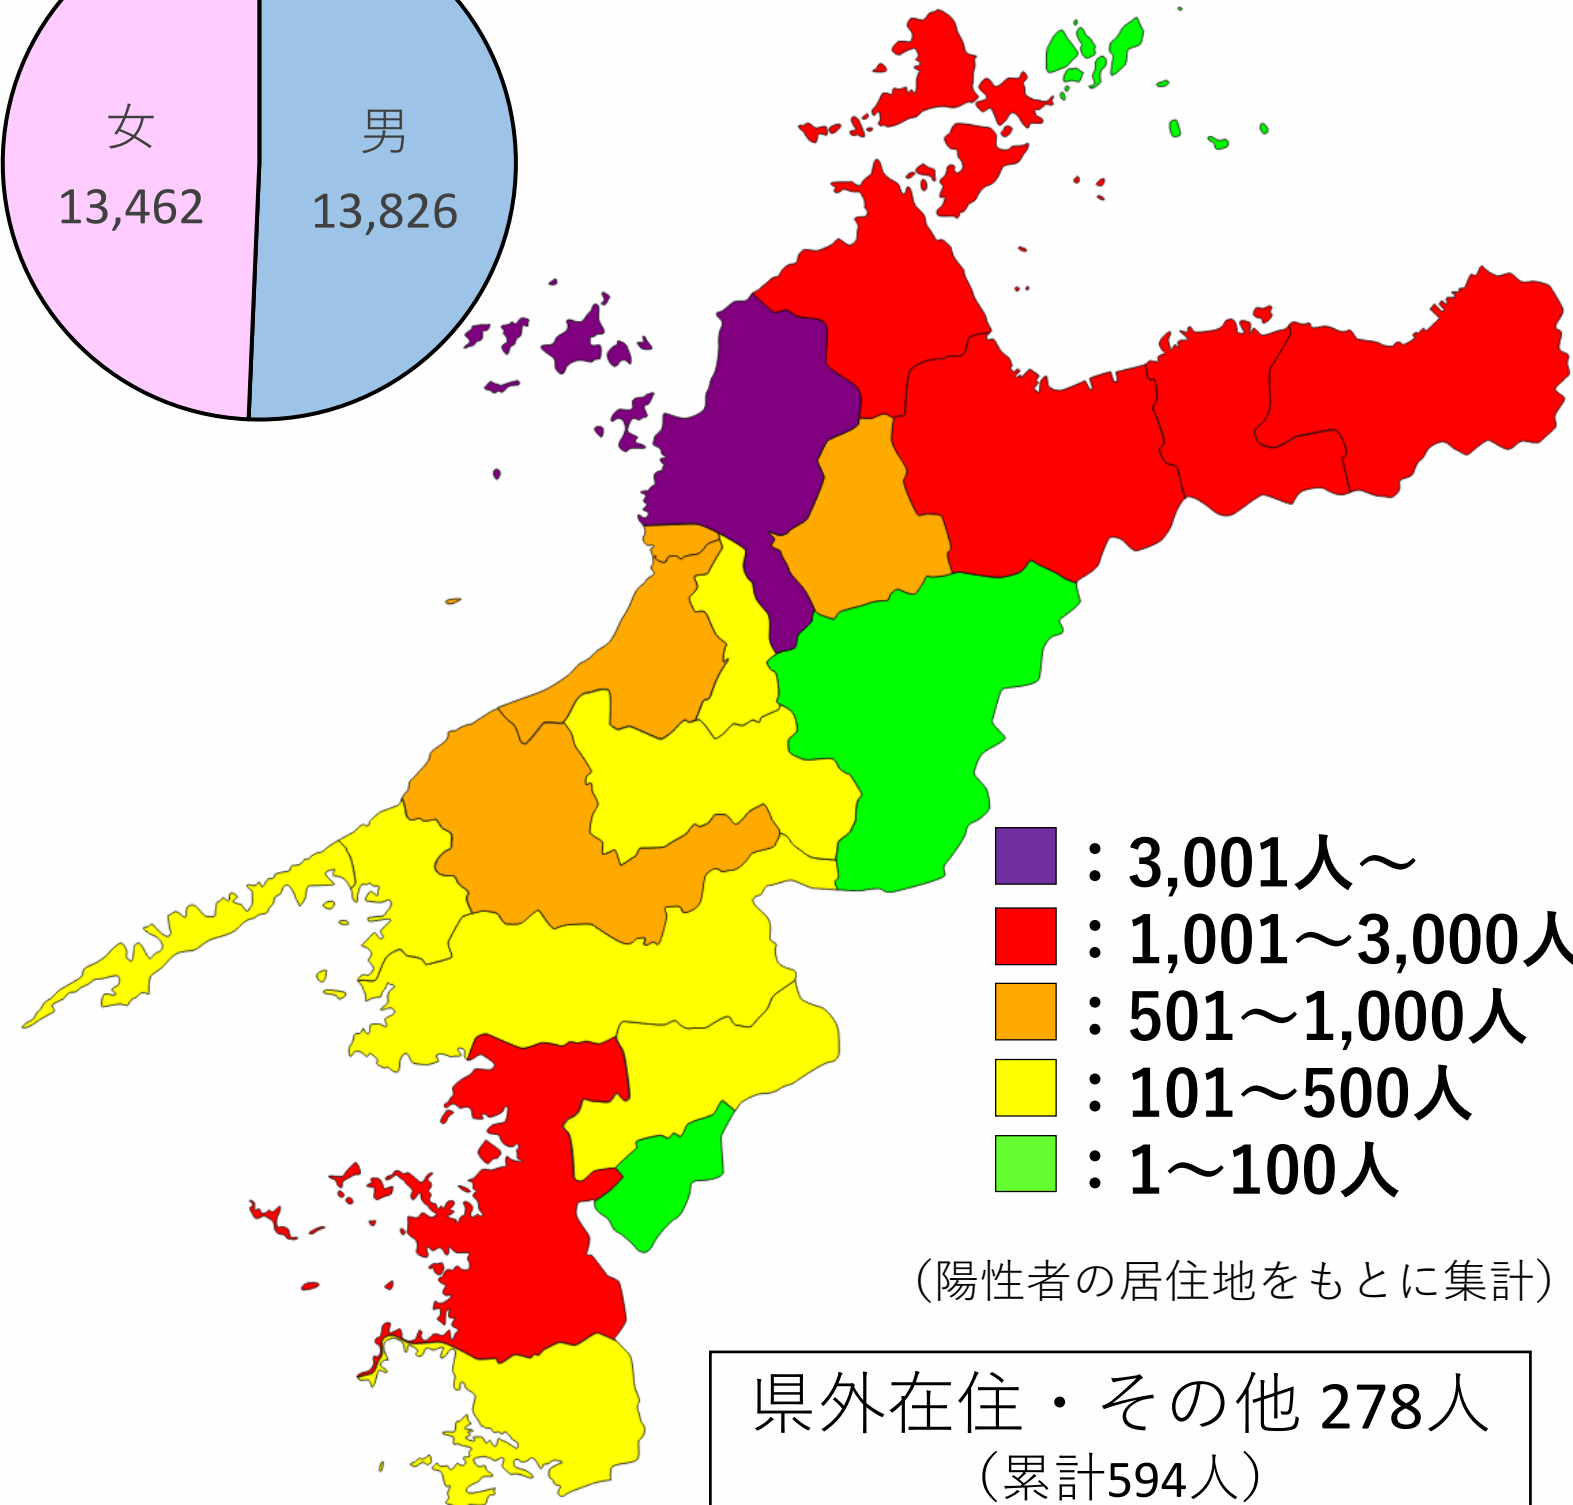 女
13,462
男
13,826
：3,001人～
：1,001～3,000人
：501～1,000人
：101～500人
：1～100人
（陽性者の居住地をもとに集計）
県外在住・その他 278人
（累計594人）